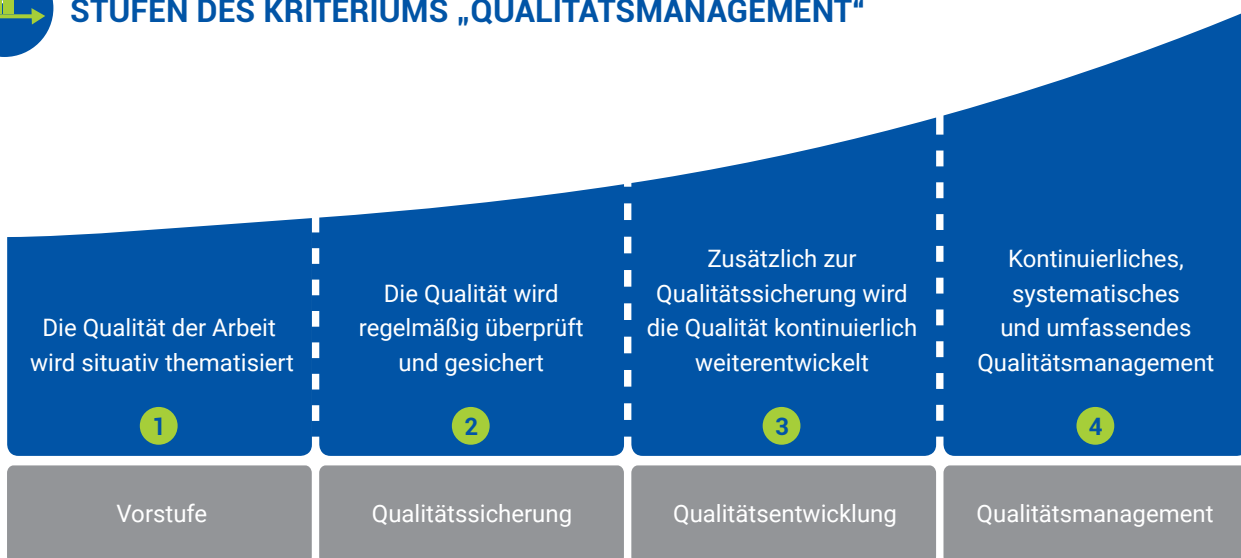 STUFEN DES KRITERIUMS „QUALITÄTSMANAGEMENT“
Die Qualität der Arbeit
wird situativ thematisiert
1
Die Qualität wird
regelmäßig überprüft
und gesichert
2
Zusätzlich zur
Qualitätssicherung wird
die Qualität kontinuierlich
weiterentwickelt
3
Kontinuierliches,
systematisches
und umfassendes
Qualitätsmanagement
4
Vorstufe
Qualitätssicherung
Qualitätsentwicklung
Qualitätsmanagement